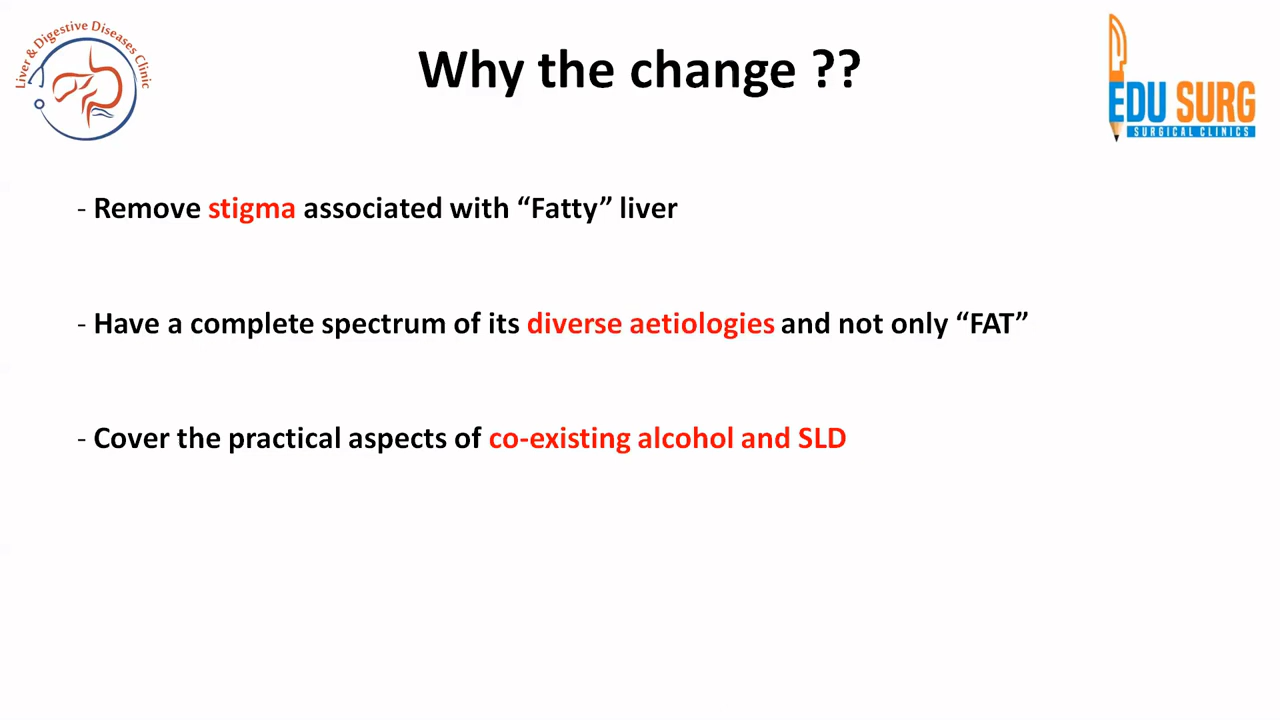 Liver & Digestive Diseases Clinic
Why the change ??
EDU SURG
SURGICAL CLINICS
- Remove stigma associated with “Fatty” liver
- Have a complete spectrum of its diverse aetiologies and not only “FAT”
- Cover the practical aspects of co-existing alcohol and SLD